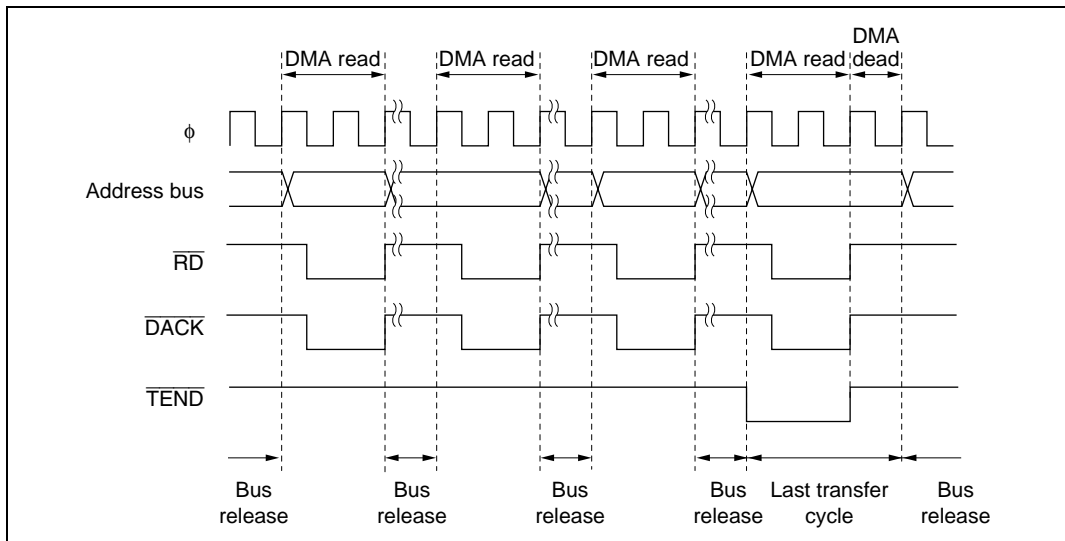 DMA
DMA read DMA read DMA read DMA read dead
φ
Address bus
RD
DACK
TEND
Bus release
Bus release
Bus release
Bus release
Last transfer cycle
Bus release